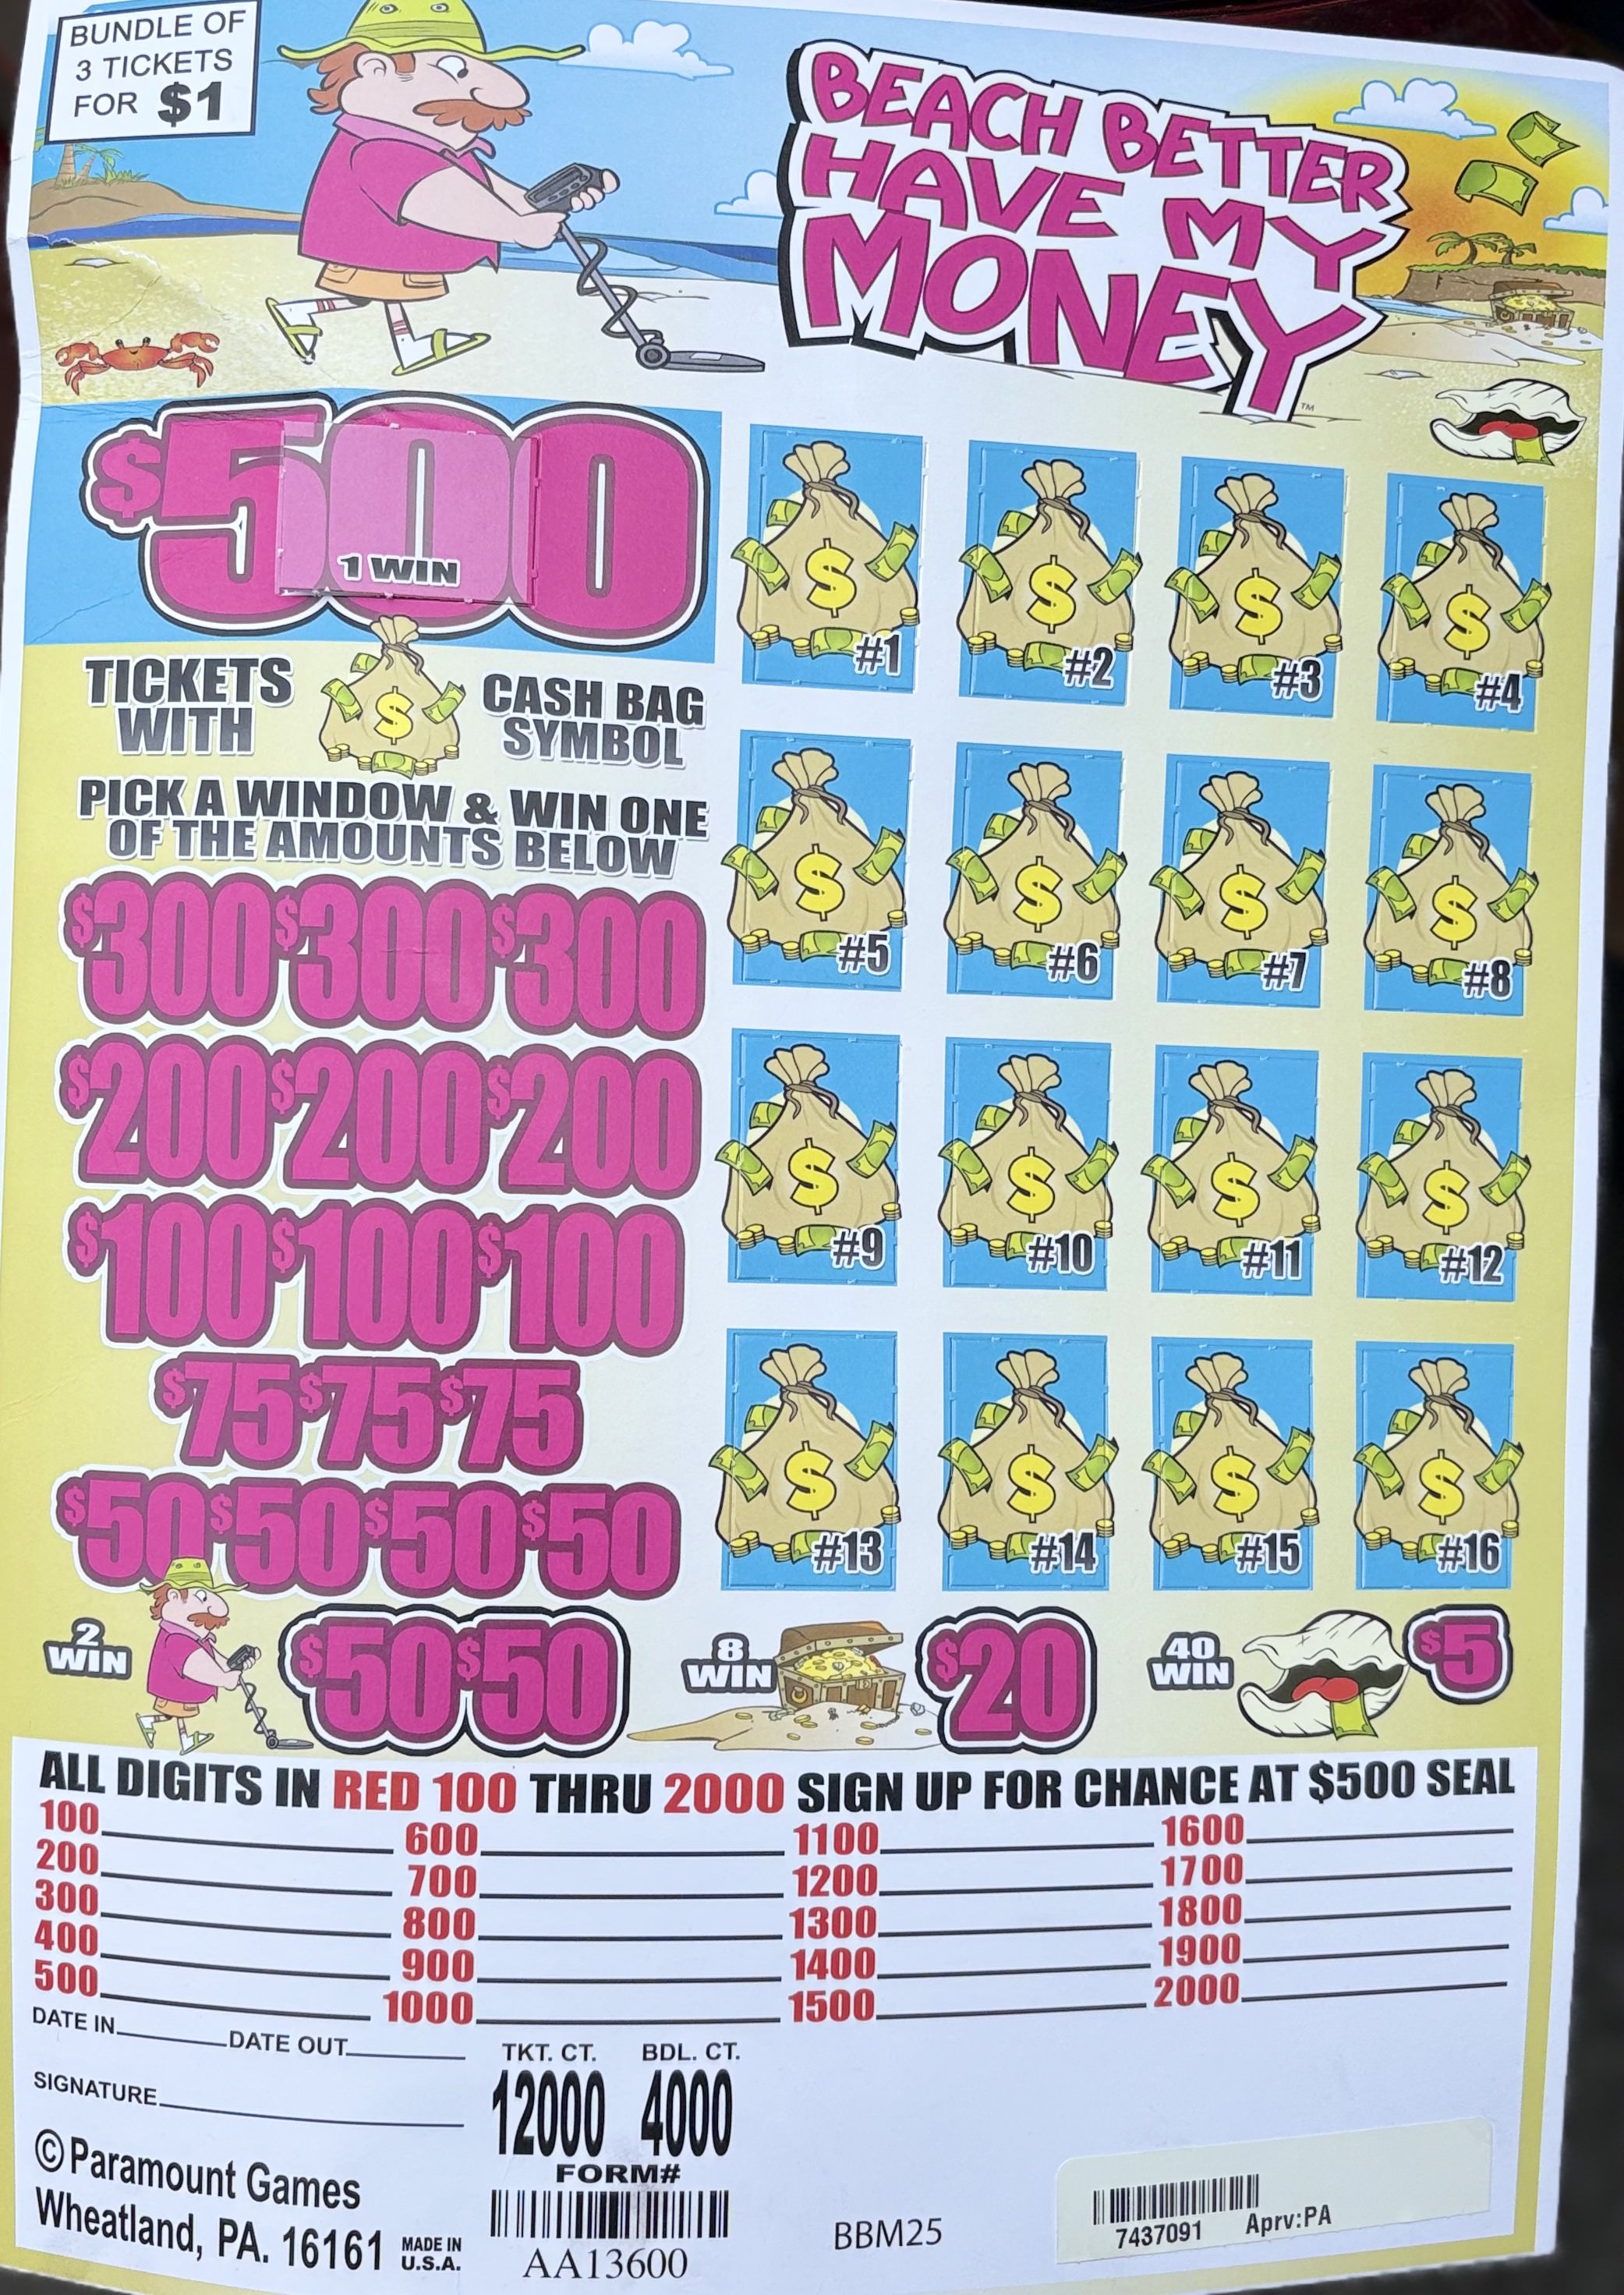 BUNDLE OF
3 TICKETS
FOR $1
BEACH BETTER
HAVE MY
MONEY
TM
$500
1 WIN
TICKETS
WITH
$
CASH BAG
SYMBOL
PICK A WINDOW & WIN ONE
OF THE AMOUNTS BELOW
$300 $300 $300
$200 $200 $200
$100 $100 $100
$75 $75 $75
$50 $50 $50 $50
$ #1 $ #2 $ #3 $ #4
$ #5 $ #6 $ #7 $ #8
$ #9 $ #10 $ #11 $ #12
$ #13 $ #14 $ #15 $ #16
2
WIN
$50 $50
8
WIN
$20
40
WIN
$5
ALL DIGITS IN RED 100 THRU 2000 SIGN UP FOR CHANCE AT $500 SEAL
100 600 1100 1600
200 700 1200 1700
300 800 1300 1800
400 900 1400 1900
500 1000 1500 2000
DATE IN DATE OUT
SIGNATURE
TKT. CT. BDL. CT.
12000 4000
FORM#
AA13600
© Paramount Games
Wheatland, PA. 16161
MADE IN
U.S.A.
BBM25
7437091 Aprv:PA